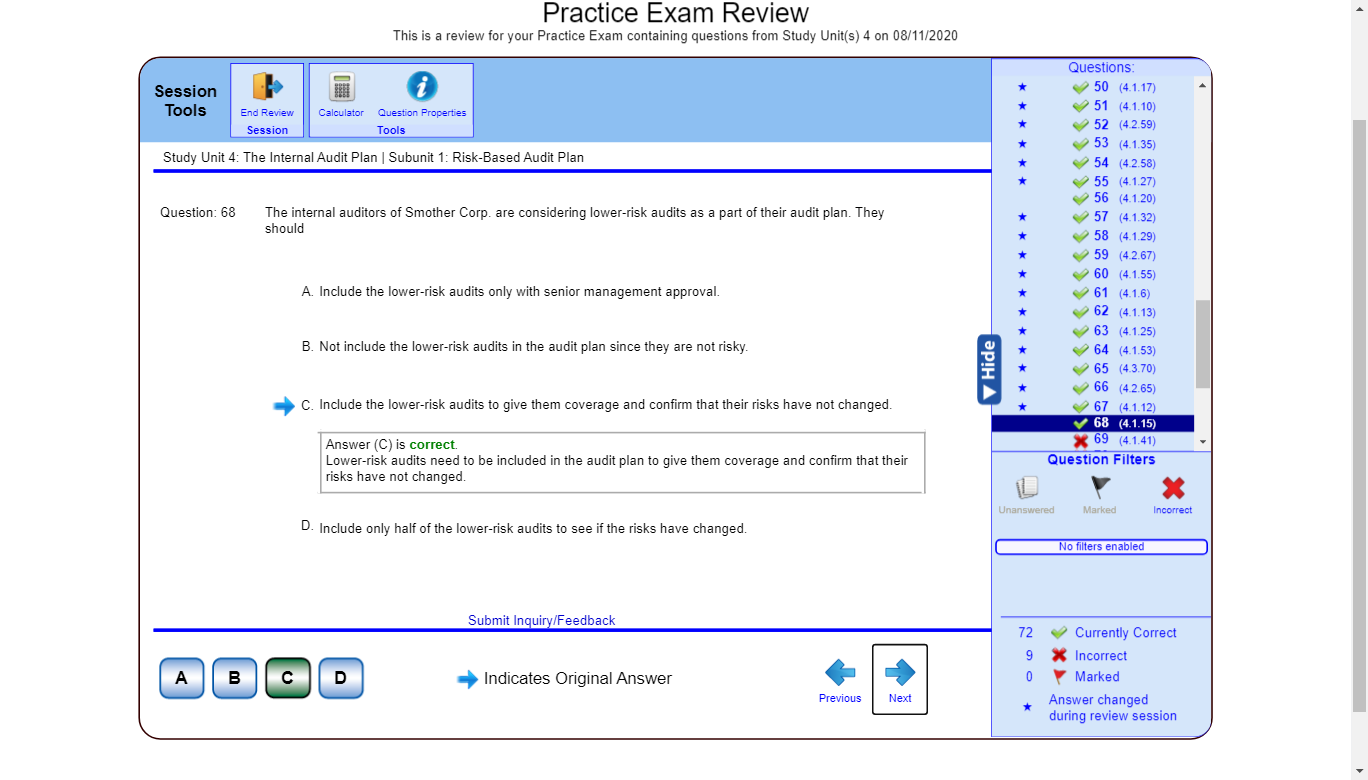 Practice Exam Review
This is a review for your Practice Exam containing questions from Study Unit(s) 4 on 08/11/2020
Session
Tools
End Review
Session
Calculator
Question Properties
Tools
Study Unit 4: The Internal Audit Plan | Subunit 1: Risk-Based Audit Plan
Question: 68
The internal auditors of Smother Corp. are considering lower-risk audits as a part of their audit plan. They
should
A. Include the lower-risk audits only with senior management approval.
B. Not include the lower-risk audits in the audit plan since they are not risky.
C. Include the lower-risk audits to give them coverage and confirm that their risks have not changed.
Answer (C) is correct.
Lower-risk audits need to be included in the audit plan to give them coverage and confirm that their
risks have not changed.
D. Include only half of the lower-risk audits to see if the risks have changed.
Submit Inquiry/Feedback
A
B
C
D
Indicates Original Answer
Previous
Next
Hide
Questions:
50 (4.1.17)
51 (4.1.10)
52 (4.2.59)
53 (4.1.35)
54 (4.2.58)
55 (4.1.27)
56 (4.1.20)
57 (4.1.32)
58 (4.1.29)
59 (4.2.67)
60 (4.1.55)
61 (4.1.6)
62 (4.1.13)
63 (4.1.25)
64 (4.1.53)
65 (4.3.70)
66 (4.2.65)
67 (4.1.12)
68 (4.1.15)
69 (4.1.41)
Question Filters
Unanswered
Marked
Incorrect
No filters enabled
72 Currently Correct
9 Incorrect
0 Marked
Answer changed
during review session